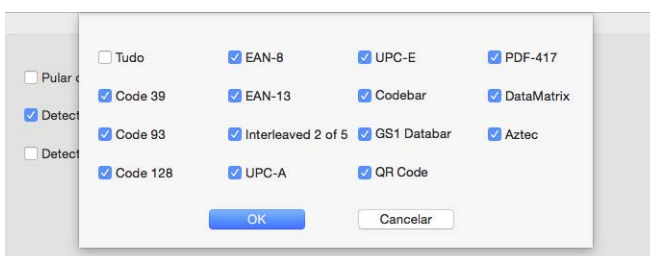 Tudo EAN-8 UPC-E PDF-417
Pular
Code 39 EAN-13 Codebar DataMatrix
Detect
Code 93 Interleaved 2 of 5 GS1 Databar Aztec
Detect
Code 128 UPC-A QR Code
OK Cancelar